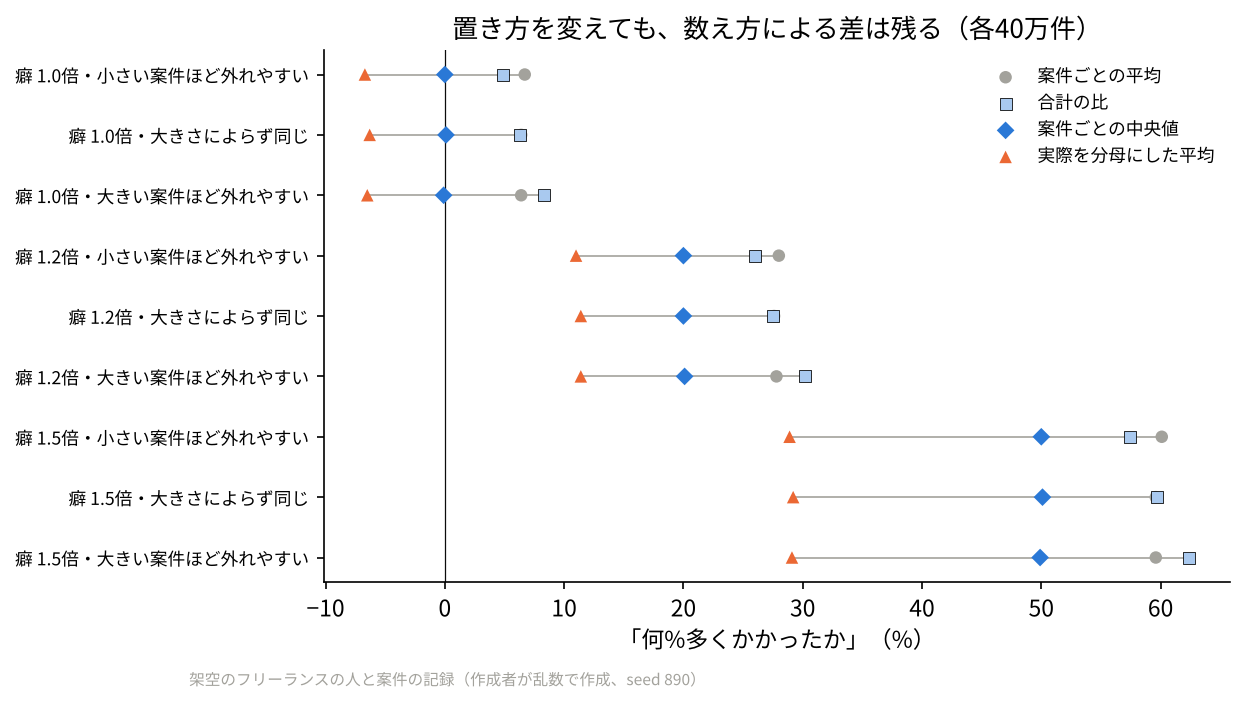 置き方を変えても、数え方による差は残る（各40万件）
癖 1.0倍・小さい案件ほど外れやすい
癖 1.0倍・大きさによらず同じ
癖 1.0倍・大きい案件ほど外れやすい
癖 1.2倍・小さい案件ほど外れやすい
癖 1.2倍・大きさによらず同じ
癖 1.2倍・大きい案件ほど外れやすい
癖 1.5倍・小さい案件ほど外れやすい
癖 1.5倍・大きさによらず同じ
癖 1.5倍・大きい案件ほど外れやすい
案件ごとの平均
合計の比
案件ごとの中央値
実際を分母にした平均
−10 0 10 20 30 40 50 60
「何%多くかかったか」（%）
架空のフリーランスの人と案件の記録（作成者が乱数で作成、seed 890）